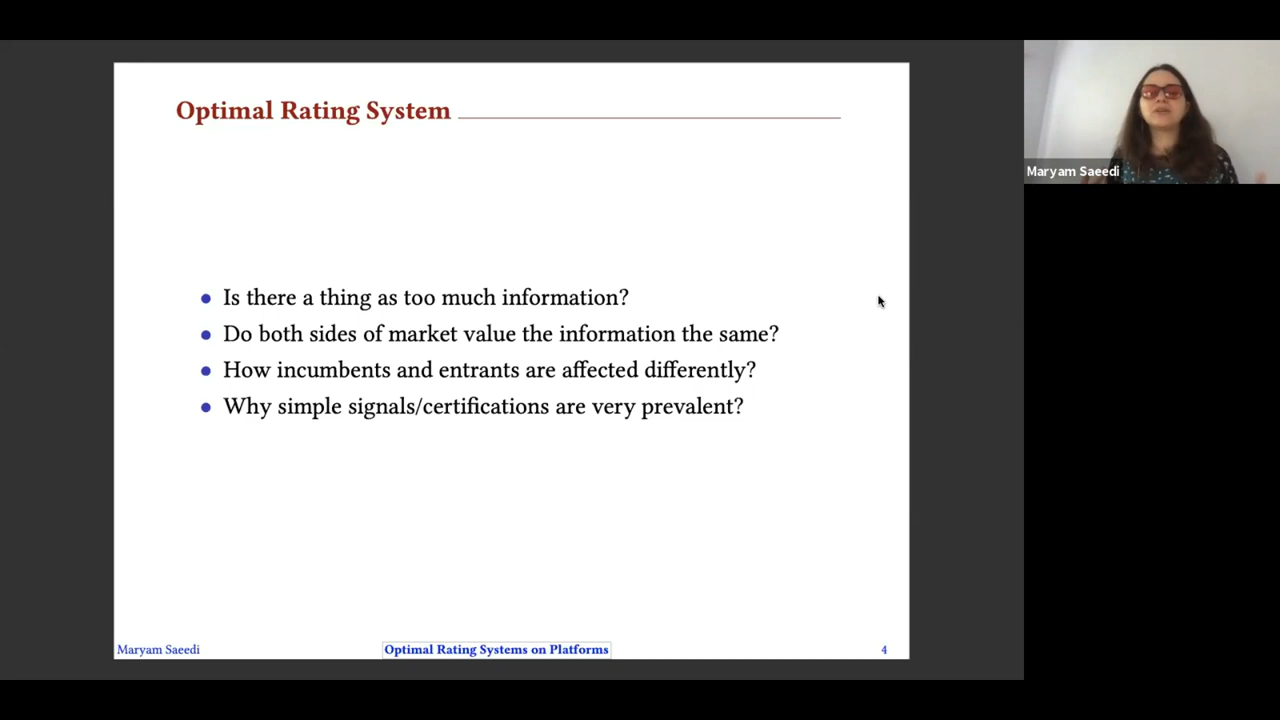 Optimal Rating System
Is there a thing as too much information?
Do both sides of market value the information the same?
How incumbents and entrants are affected differently?
Why simple signals/certifications are very prevalent?
Maryam Saeedi
Optimal Rating Systems on Platforms
4
Maryam Saeedi